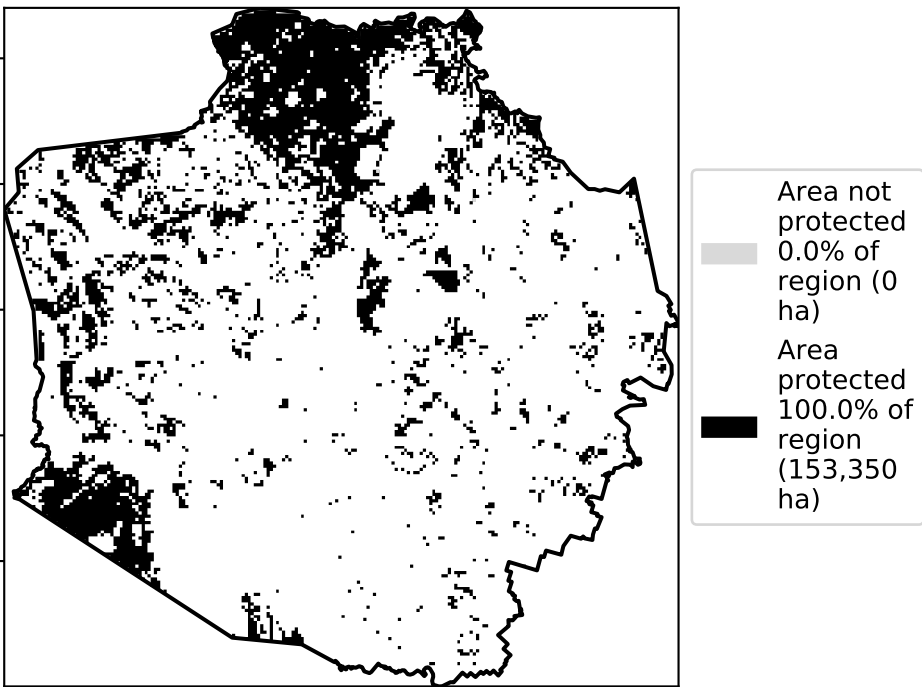 Area not
protected
0.0% of
region (0
ha)
Area
protected
100.0% of
region
(153,350
ha)